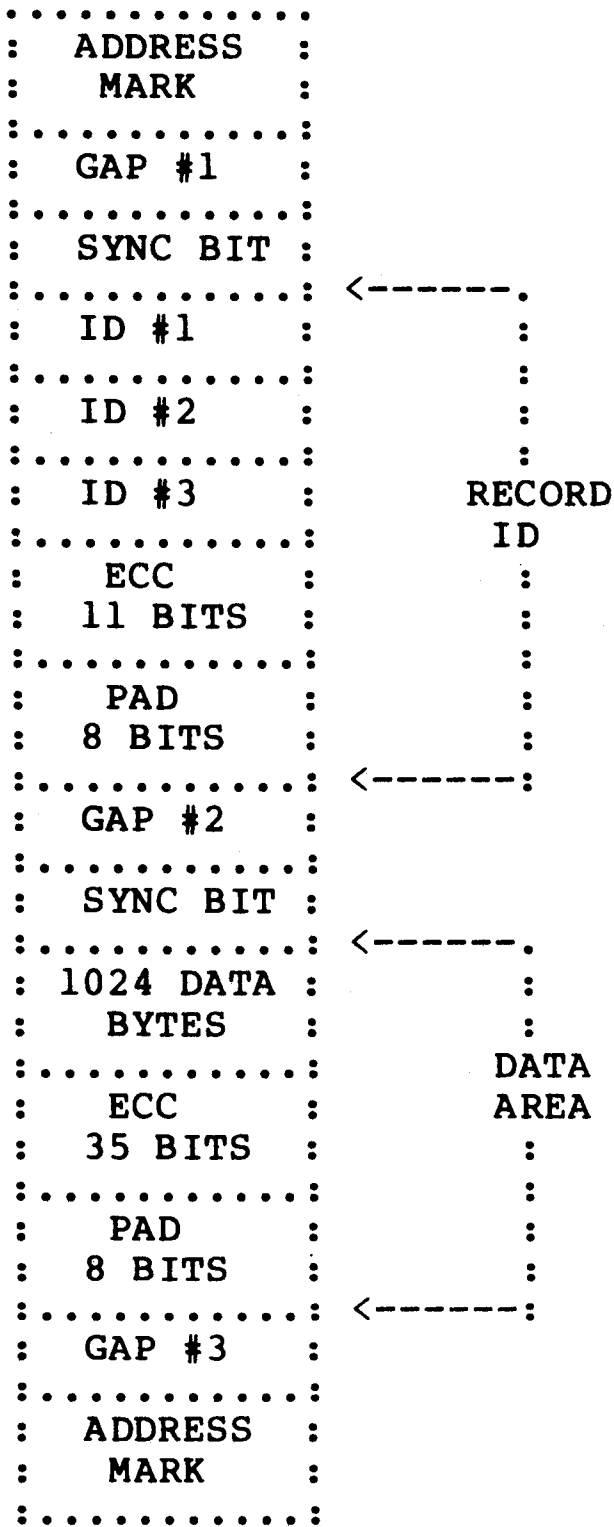 ADDRESS
MARK
GAP #1
SYNC BIT
ID #1
ID #2
ID #3
RECORD
ID
ECC
11 BITS
PAD
8 BITS
GAP #2
SYNC BIT
1024 DATA
BYTES
DATA
AREA
ECC
35 BITS
PAD
8 BITS
GAP #3
ADDRESS
MARK